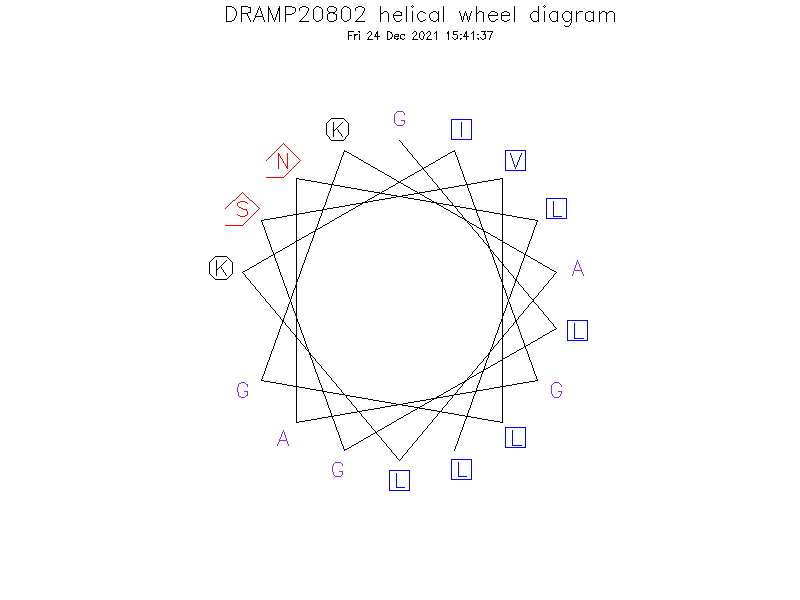 DRAMP20802 helical wheel diagram
Fri 24 Dec 2021 15:41:37
G
K I
N V
S L
K A
L
G G
A L
G L
L